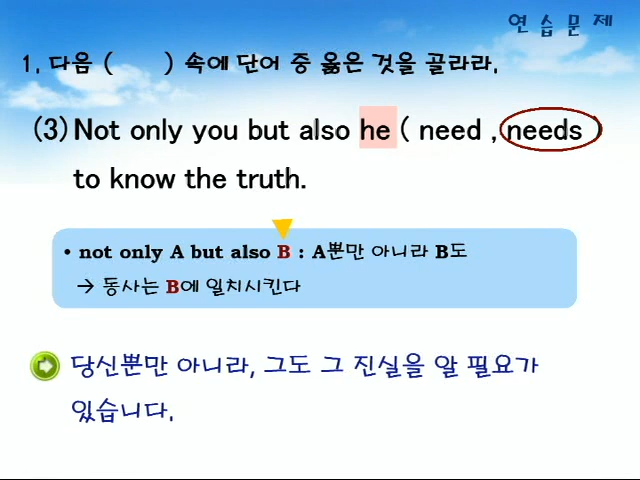 연습문제
1. 다음 (      ) 속에 단어 중 옳은 것을 골라라.
(3) Not only you but also he ( need , needs )
to know the truth.
• not only A but also B : A뿐만 아니라 B도
→ 동사는 B에 일치시킨다
당신뿐만 아니라, 그도 그 진실을 알 필요가
있습니다.